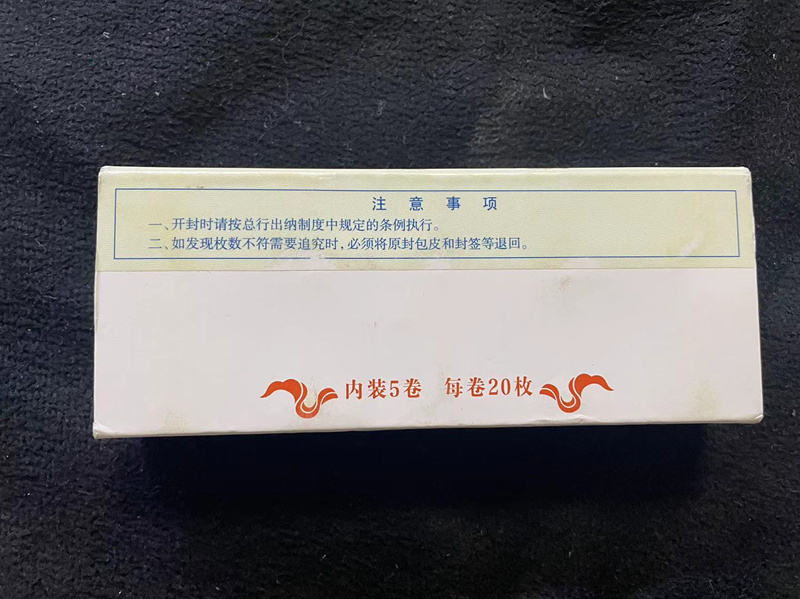 注意事项
一、开封时请按总行出纳制度中规定的条例执行。
二、如发现枚数不符需要追究时，必须将原封包皮和封签等退回。
内装5卷 每卷20枚